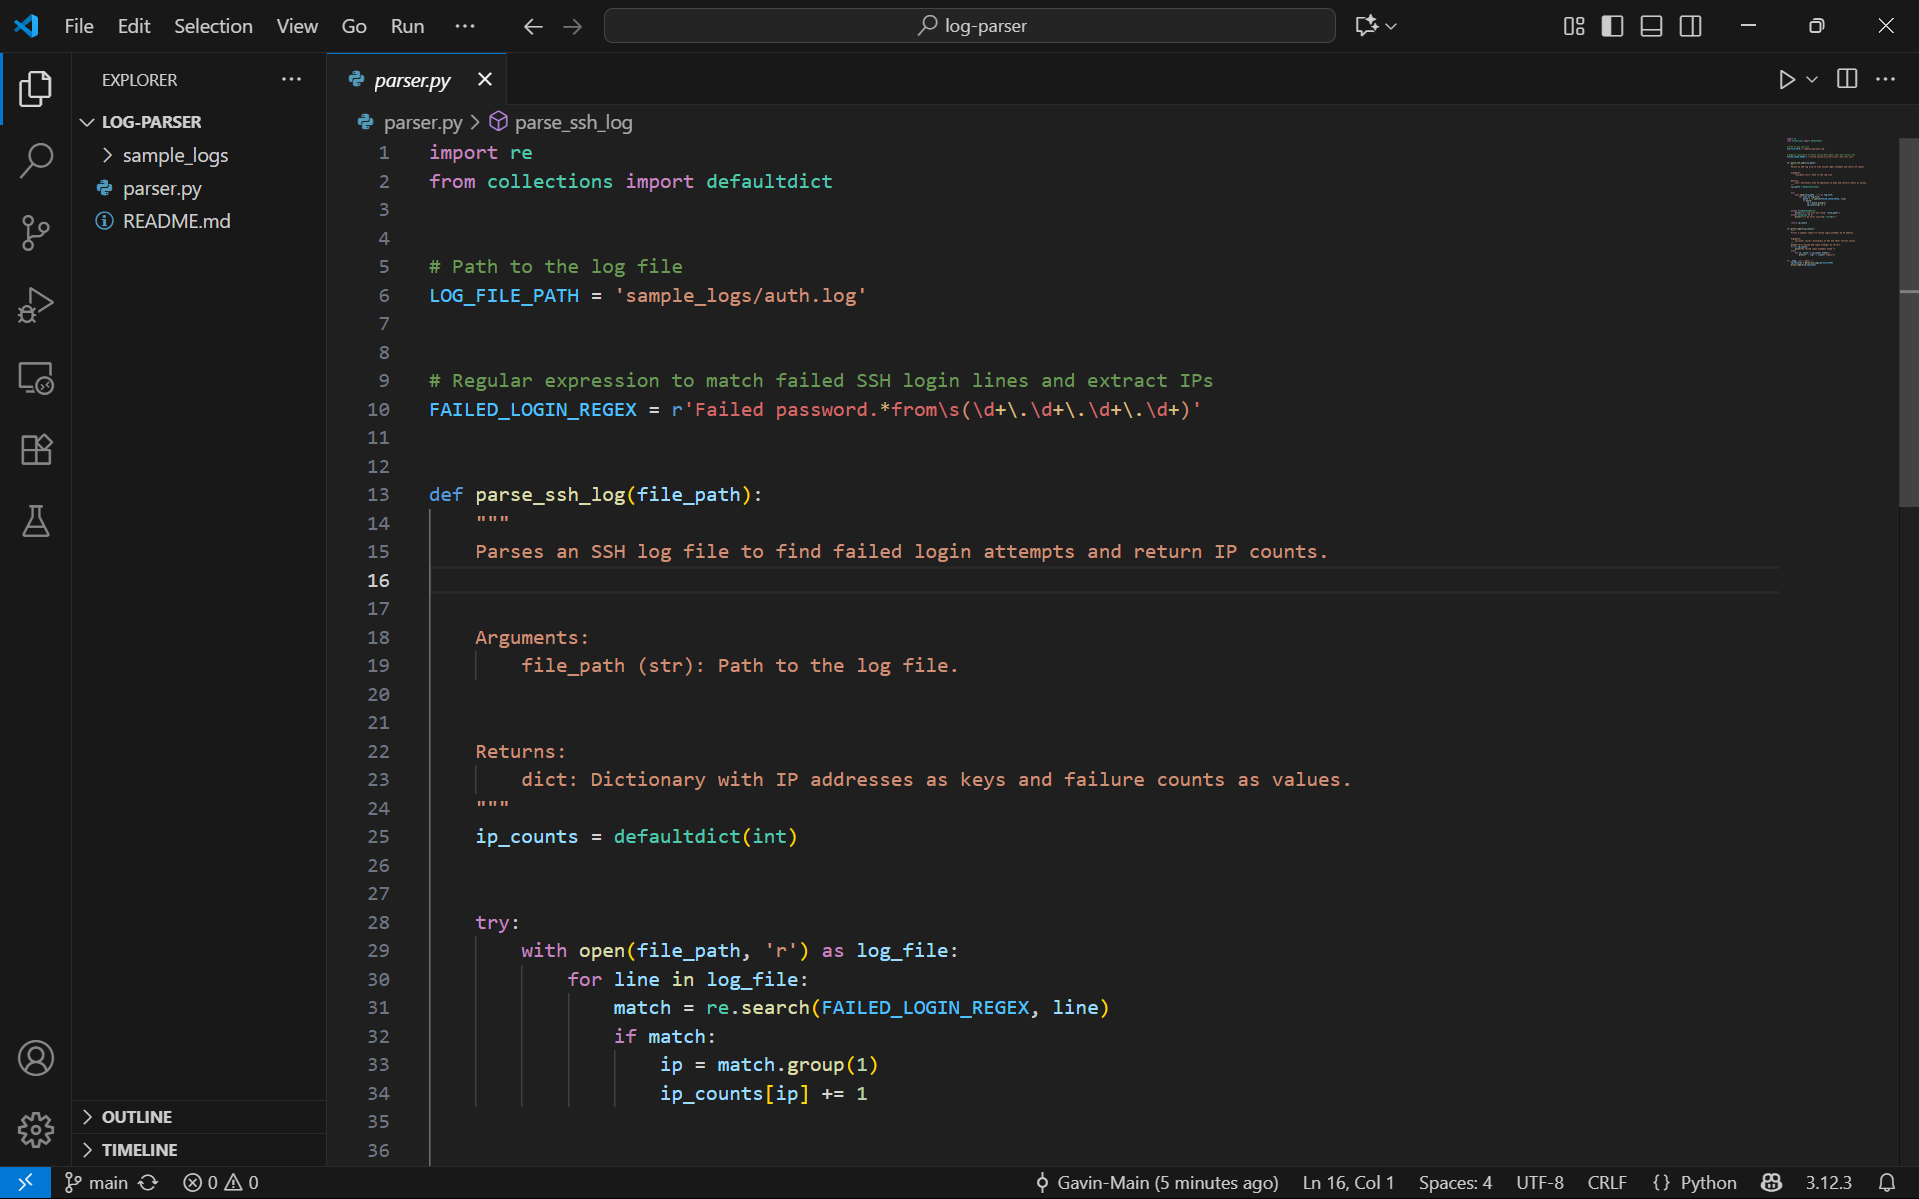 File Edit Selection View Go Run ··· log-parser
EXPLORER ···
LOG-PARSER
sample_logs
parser.py
README.md
OUTLINE
TIMELINE
parser.py
parser.py > parse_ssh_log
1 import re
2 from collections import defaultdict
3
4
5 # Path to the log file
6 LOG_FILE_PATH = 'sample_logs/auth.log'
7
8
9 # Regular expression to match failed SSH login lines and extract IPs
10 FAILED_LOGIN_REGEX = r'Failed password.*from\s(\d+\.\d+\.\d+\.\d+)'
11
12
13 def parse_ssh_log(file_path):
14     """
15     Parses an SSH log file to find failed login attempts and return IP counts.
16
17
18     Arguments:
19         file_path (str): Path to the log file.
20
21
22     Returns:
23         dict: Dictionary with IP addresses as keys and failure counts as values.
24     """
25     ip_counts = defaultdict(int)
26
27
28     try:
29         with open(file_path, 'r') as log_file:
30             for line in log_file:
31                 match = re.search(FAILED_LOGIN_REGEX, line)
32                 if match:
33                     ip = match.group(1)
34                     ip_counts[ip] += 1
35
36
main 0 0 Gavin-Main (5 minutes ago) Ln 16, Col 1 Spaces: 4 UTF-8 CRLF {} Python 3.12.3